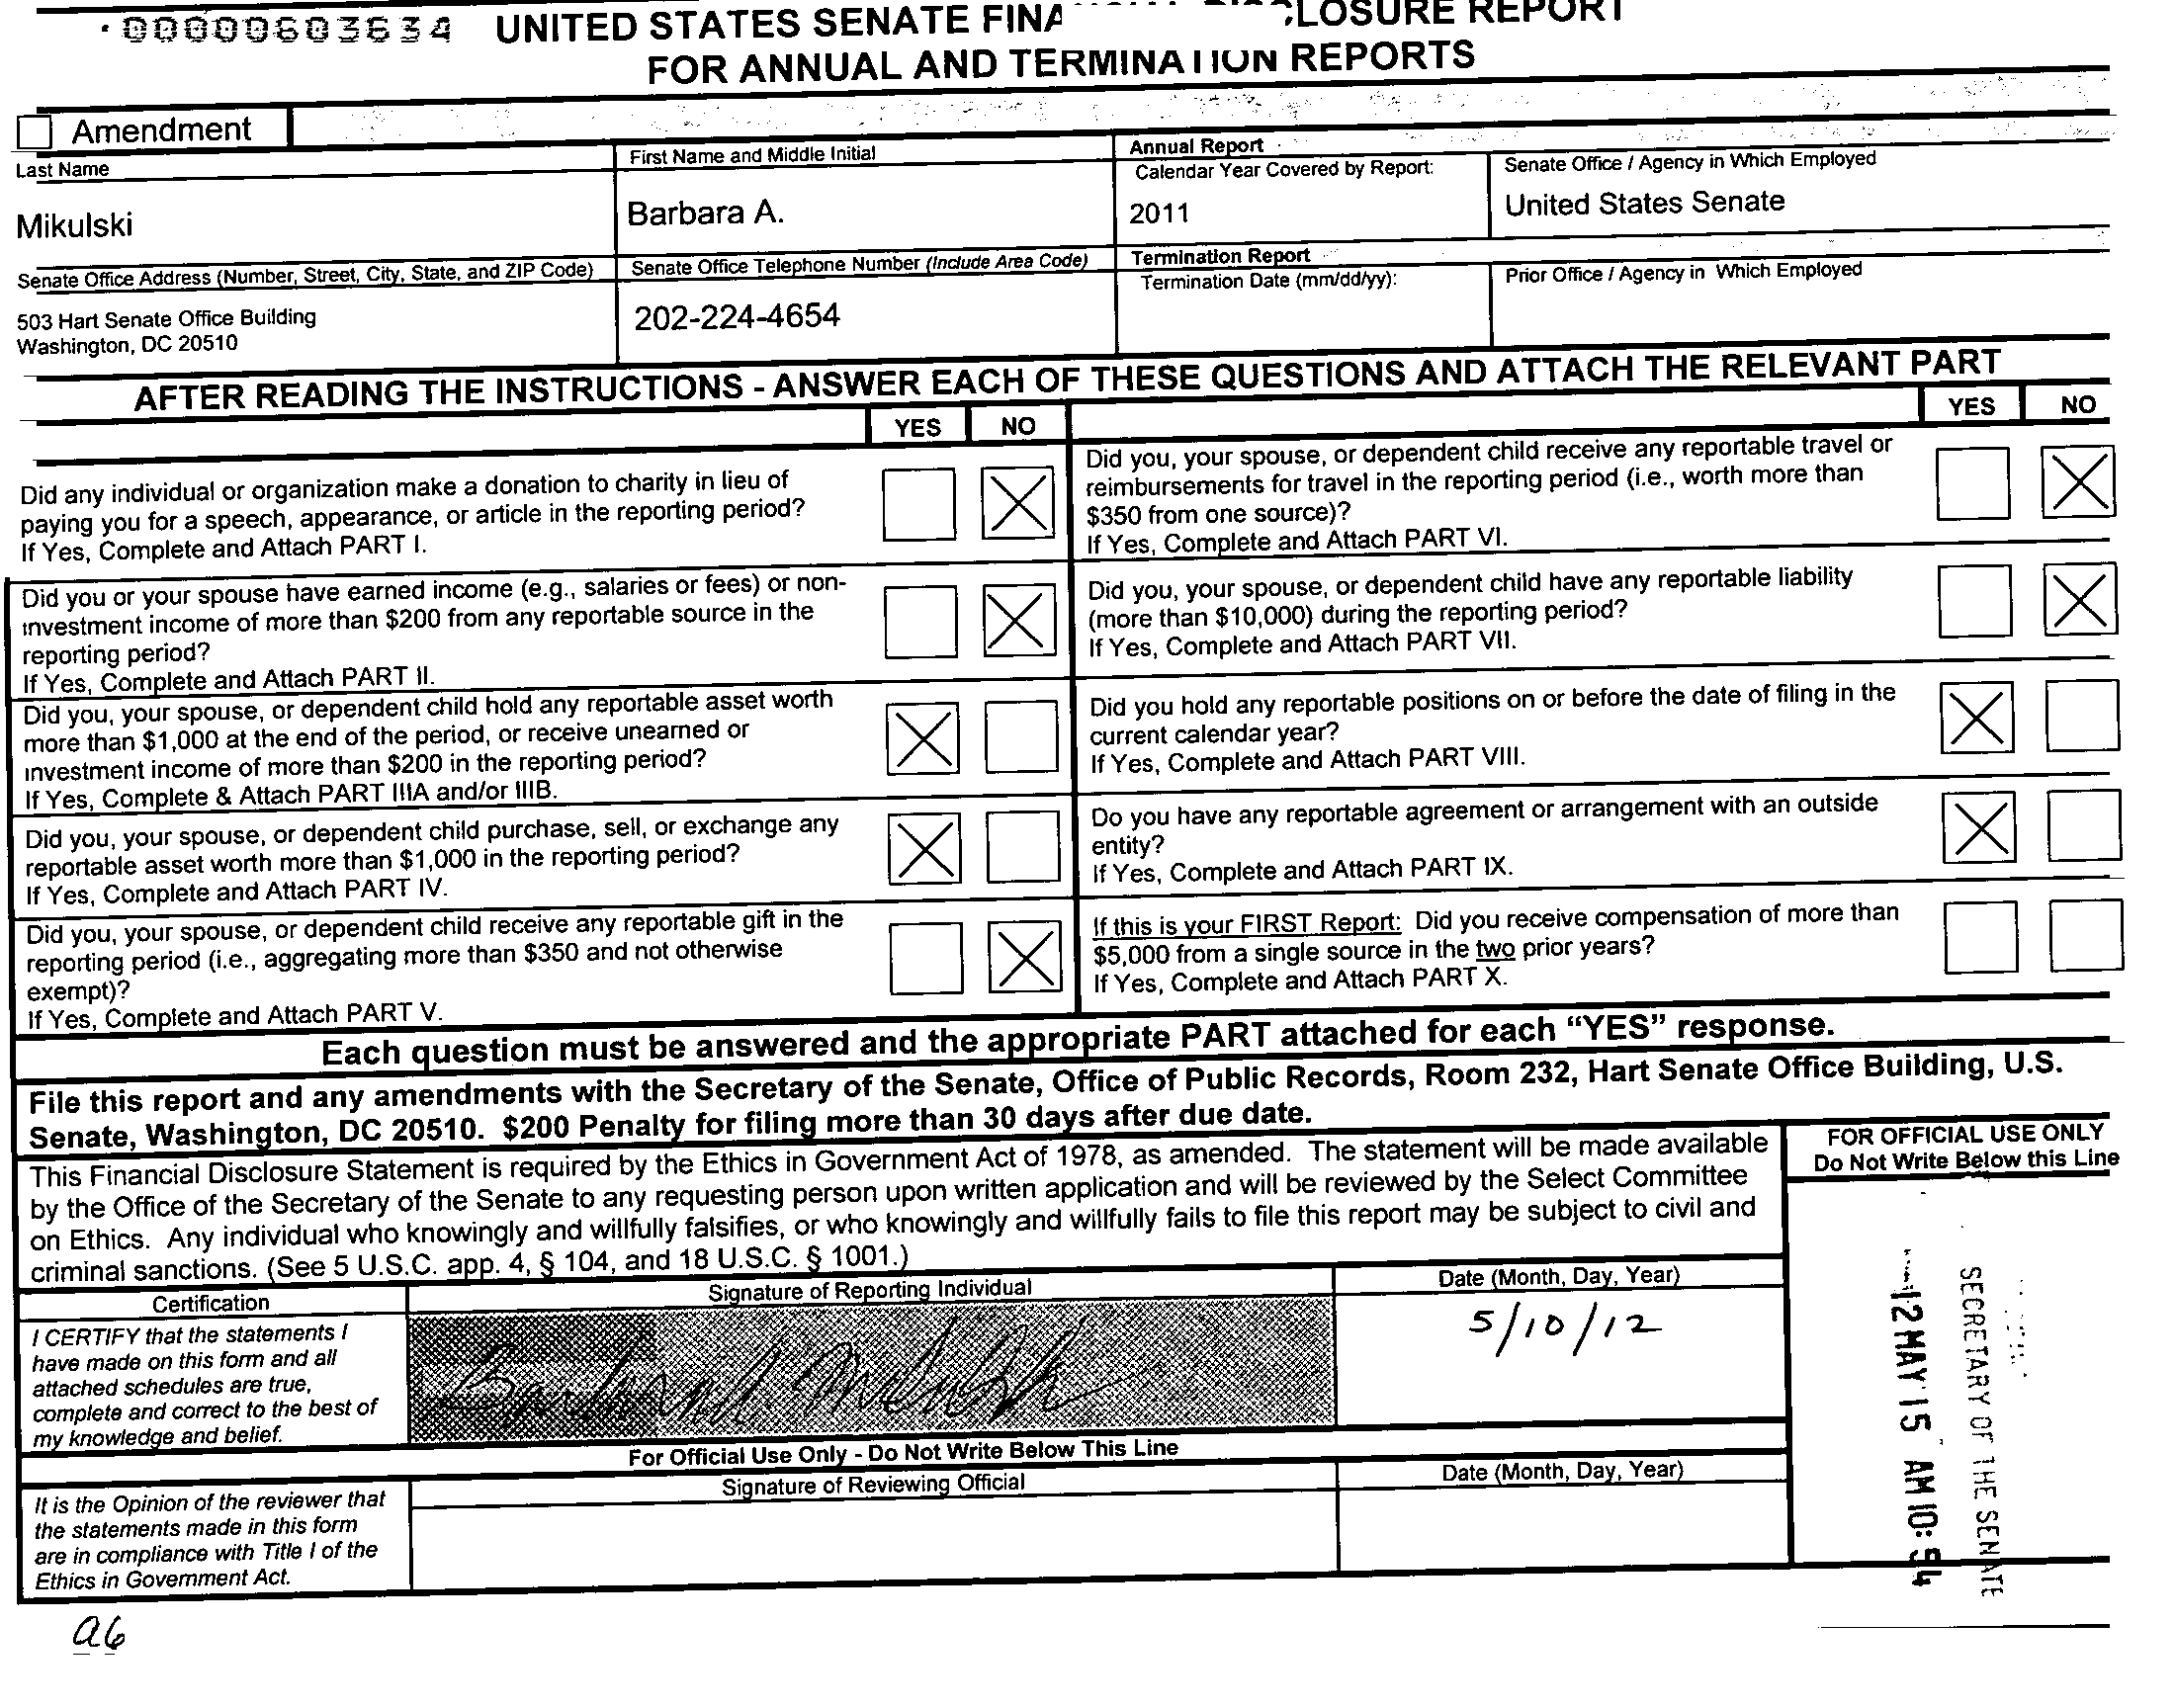 00000603634
UNITED STATES SENATE FINANCIAL DISCLOSURE REPORT
FOR ANNUAL AND TERMINATION REPORTS
Amendment
Last Name
Mikulski
First Name and Middle Initial
Barbara A.
Annual Report
Calendar Year Covered by Report:
2011
Senate Office / Agency in Which Employed
United States Senate
Senate Office Address (Number, Street, City, State, and ZIP Code)
503 Hart Senate Office Building
Washington, DC 20510
Senate Office Telephone Number (Include Area Code)
202-224-4654
Termination Report
Termination Date (mm/dd/yy):
Prior Office / Agency in Which Employed
AFTER READING THE INSTRUCTIONS - ANSWER EACH OF THESE QUESTIONS AND ATTACH THE RELEVANT PART
YES NO
Did any individual or organization make a donation to charity in lieu of
paying you for a speech, appearance, or article in the reporting period?
If Yes, Complete and Attach PART I.
Did you or your spouse have earned income (e.g., salaries or fees) or non-
investment income of more than $200 from any reportable source in the
reporting period?
If Yes, Complete and Attach PART II.
Did you, your spouse, or dependent child hold any reportable asset worth
more than $1,000 at the end of the period, or receive unearned or
investment income of more than $200 in the reporting period?
If Yes, Complete & Attach PART IIIA and/or IIIB.
Did you, your spouse, or dependent child purchase, sell, or exchange any
reportable asset worth more than $1,000 in the reporting period?
If Yes, Complete and Attach PART IV.
Did you, your spouse, or dependent child receive any reportable gift in the
reporting period (i.e., aggregating more than $350 and not otherwise
exempt)?
If Yes, Complete and Attach PART V.
YES NO
Did you, your spouse, or dependent child receive any reportable travel or
reimbursements for travel in the reporting period (i.e., worth more than
$350 from one source)?
If Yes, Complete and Attach PART VI.
Did you, your spouse, or dependent child have any reportable liability
(more than $10,000) during the reporting period?
If Yes, Complete and Attach PART VII.
Did you hold any reportable positions on or before the date of filing in the
current calendar year?
If Yes, Complete and Attach PART VIII.
Do you have any reportable agreement or arrangement with an outside
entity?
If Yes, Complete and Attach PART IX.
If this is your FIRST Report: Did you receive compensation of more than
$5,000 from a single source in the two prior years?
If Yes, Complete and Attach PART X.
Each question must be answered and the appropriate PART attached for each “YES” response.
File this report and any amendments with the Secretary of the Senate, Office of Public Records, Room 232, Hart Senate Office Building, U.S.
Senate, Washington, DC 20510. $200 Penalty for filing more than 30 days after due date.
This Financial Disclosure Statement is required by the Ethics in Government Act of 1978, as amended. The statement will be made available
by the Office of the Secretary of the Senate to any requesting person upon written application and will be reviewed by the Select Committee
on Ethics. Any individual who knowingly and willfully falsifies, or who knowingly and willfully fails to file this report may be subject to civil and
criminal sanctions. (See 5 U.S.C. app. 4, § 104, and 18 U.S.C. § 1001.)
FOR OFFICIAL USE ONLY
Do Not Write Below this Line
SECRETARY OF THE SENATE
12 MAY 15 AM 10:54
Certification
I CERTIFY that the statements I
have made on this form and all
attached schedules are true,
complete and correct to the best of
my knowledge and belief.
Signature of Reporting Individual
Barbara A. Mikulski
Date (Month, Day, Year)
5/10/12
For Official Use Only - Do Not Write Below This Line
It is the Opinion of the reviewer that
the statements made in this form
are in compliance with Title I of the
Ethics in Government Act.
Signature of Reviewing Official
Date (Month, Day, Year)
a6